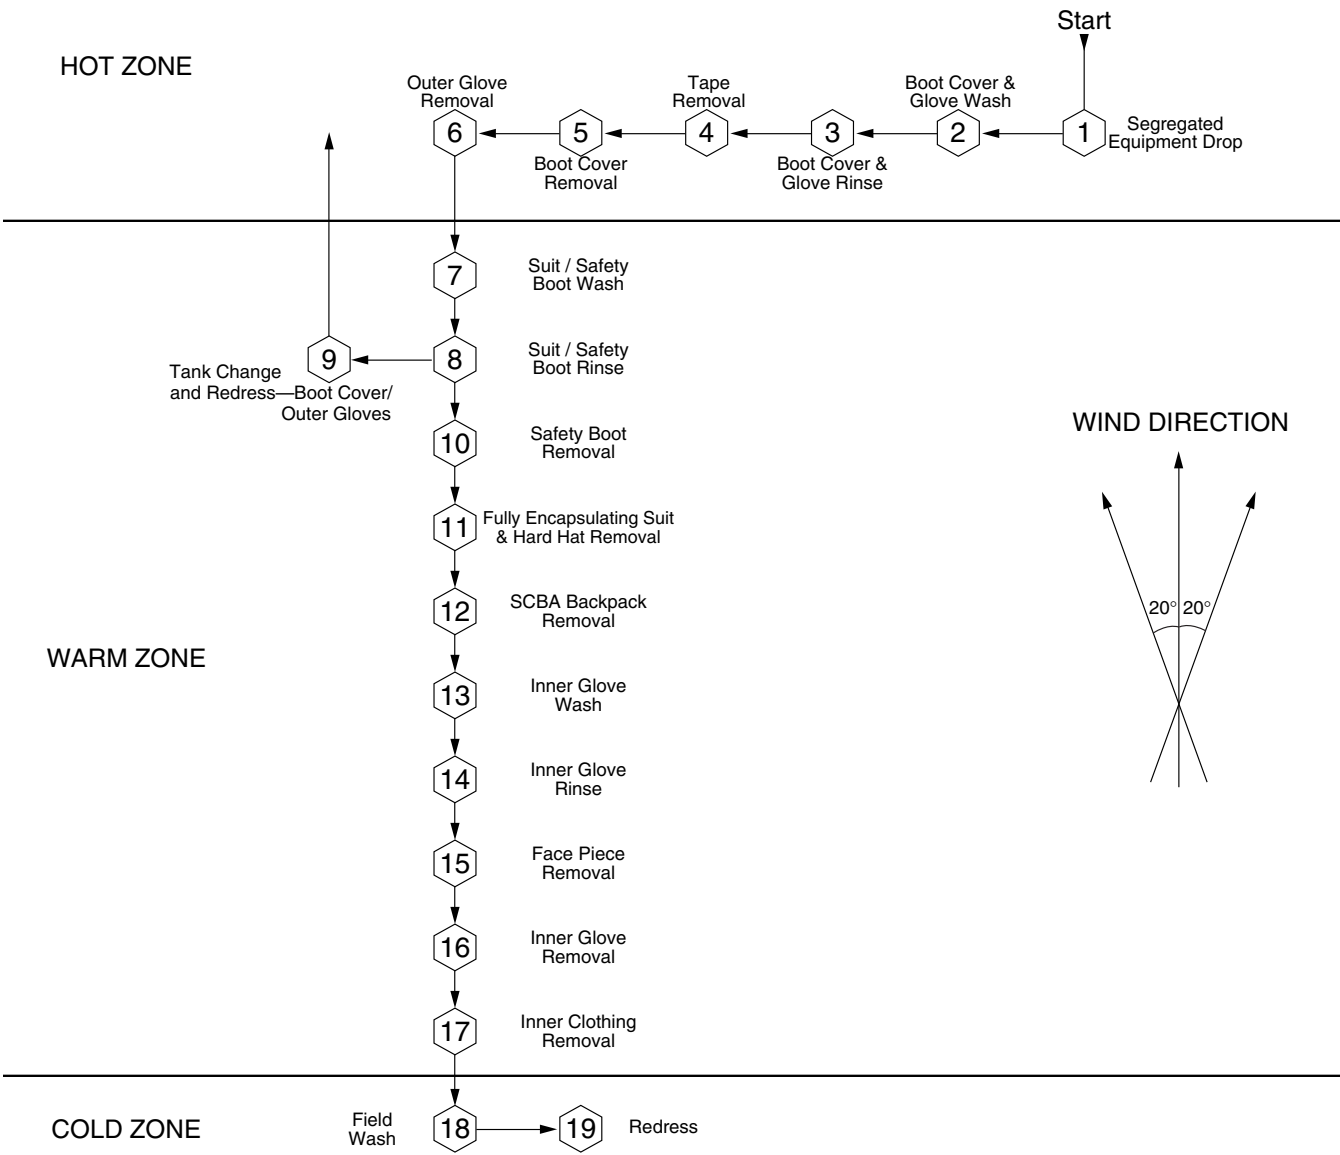 Start
HOT ZONE
Outer Glove
Removal
Tape
Removal
Boot Cover &
Glove Wash
6
5
4
3
2
1
Segregated
Equipment Drop
Boot Cover
Removal
Boot Cover &
Glove Rinse
7
Suit / Safety
Boot Wash
9
8
Suit / Safety
Boot Rinse
Tank Change
and Redress—Boot Cover/
Outer Gloves
10
Safety Boot
Removal
WIND DIRECTION
20° 20°
11
Fully Encapsulating Suit
& Hard Hat Removal
12
SCBA Backpack
Removal
WARM ZONE
13
Inner Glove
Wash
14
Inner Glove
Rinse
15
Face Piece
Removal
16
Inner Glove
Removal
17
Inner Clothing
Removal
COLD ZONE
Field
Wash
18
19
Redress